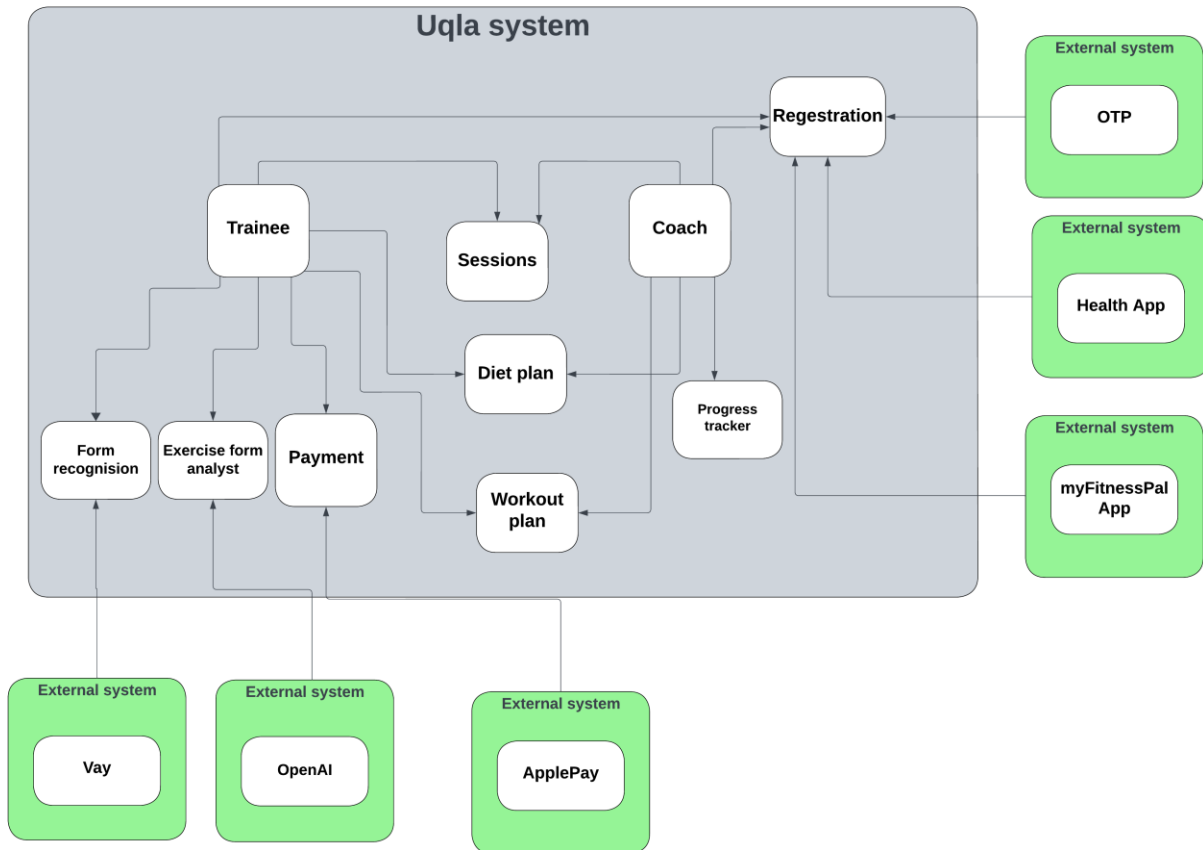 Uqla system
External system
OTP
Regestration
Trainee
Sessions
Coach
External system
Health App
Diet plan
Progress
tracker
External system
myFitnessPal
App
Form
recognision
Exercise form
analyst
Payment
Workout
plan
External system
Vay
External system
OpenAI
External system
ApplePay